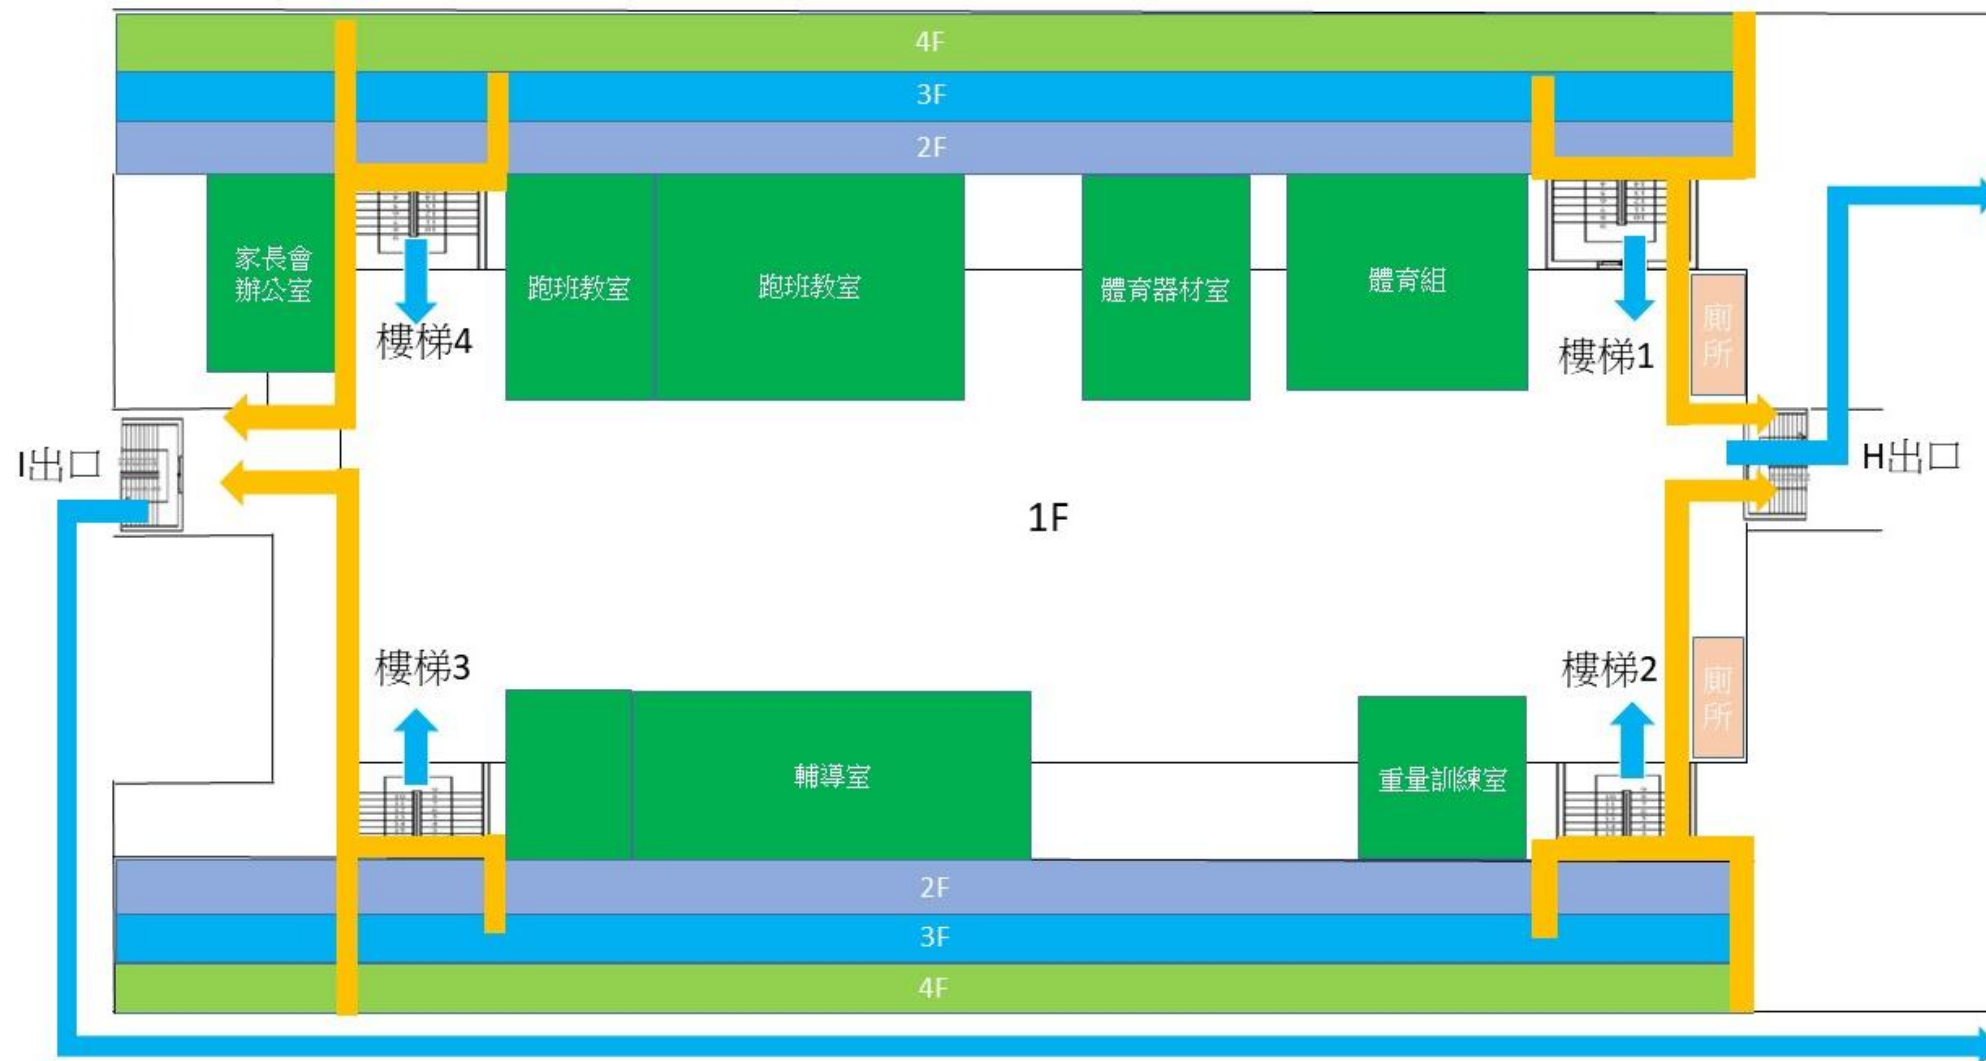 4F
3F
2F
家長會
辦公室
跑班教室
跑班教室
體育器材室
體育組
廁
所
樓梯4
樓梯1
I出口
H出口
1F
樓梯3
樓梯2
廁
所
輔導室
重量訓練室
2F
3F
4F